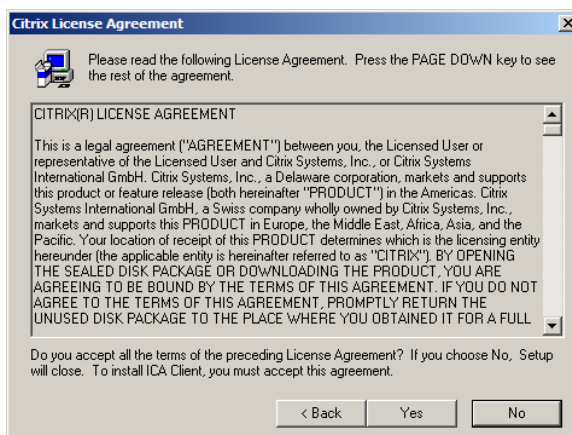 Citrix License Agreement
Please read the following License Agreement. Press the PAGE DOWN key to see
the rest of the agreement.
CITRIX(R) LICENSE AGREEMENT
This is a legal agreement ("AGREEMENT") between you, the Licensed User or
representative of the Licensed User and Citrix Systems, Inc., or Citrix Systems
International GmbH. Citrix Systems, Inc., a Delaware corporation, markets and supports
this product or feature release (both hereinafter "PRODUCT") in the Americas. Citrix
Systems International GmbH, a Swiss company wholly owned by Citrix Systems, Inc.,
markets and supports this PRODUCT in Europe, the Middle East, Africa, Asia, and the
Pacific. Your location of receipt of this PRODUCT determines which is the licensing entity
hereunder (the applicable entity is hereinafter referred to as "CITRIX"). BY OPENING
THE SEALED DISK PACKAGE OR DOWNLOADING THE PRODUCT, YOU ARE
AGREEING TO BE BOUND BY THE TERMS OF THIS AGREEMENT. IF YOU DO NOT
AGREE TO THE TERMS OF THIS AGREEMENT, PROMPTLY RETURN THE
UNUSED DISK PACKAGE TO THE PLACE WHERE YOU OBTAINED IT FOR A FULL
Do you accept all the terms of the preceding License Agreement? If you choose No, Setup
will close. To install ICA Client, you must accept this agreement.
< Back Yes No